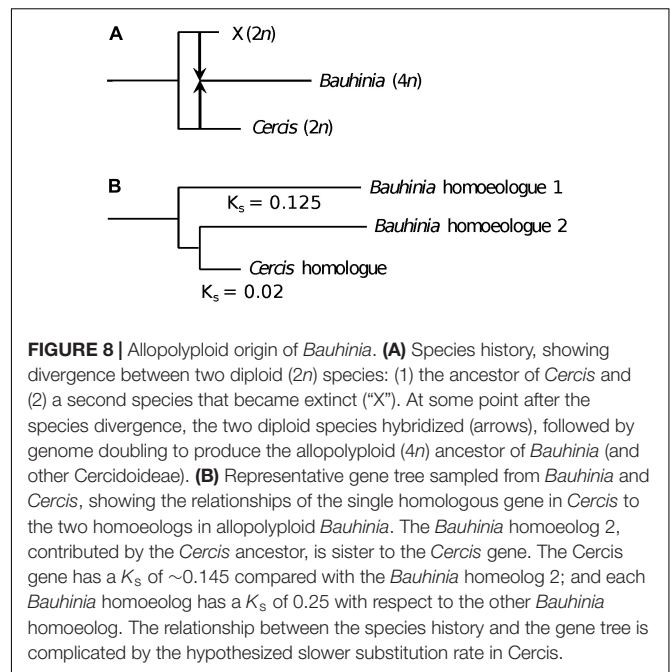 A
X (2n)
Bauhinia (4n)
Cercis (2n)
B
Bauhinia homoeologue 1
Ks = 0.125
Bauhinia homoeologue 2
Cercis homologue
Ks = 0.02
FIGURE 8 | Allopolyploid origin of Bauhinia. (A) Species history, showing
divergence between two diploid (2n) species: (1) the ancestor of Cercis and
(2) a second species that became extinct (“X”). At some point after the
species divergence, the two diploid species hybridized (arrows), followed by
genome doubling to produce the allopolyploid (4n) ancestor of Bauhinia (and
other Cercidoideae). (B) Representative gene tree sampled from Bauhinia and
Cercis, showing the relationships of the single homologous gene in Cercis to
the two homoeologs in allopolyploid Bauhinia. The Bauhinia homoeolog 2,
contributed by the Cercis ancestor, is sister to the Cercis gene. The Cercis
gene has a Ks of ~0.145 compared with the Bauhinia homeolog 2; and each
Bauhinia homoeolog has a Ks of 0.25 with respect to the other Bauhinia
homoeolog. The relationship between the species history and the gene tree is
complicated by the hypothesized slower substitution rate in Cercis.